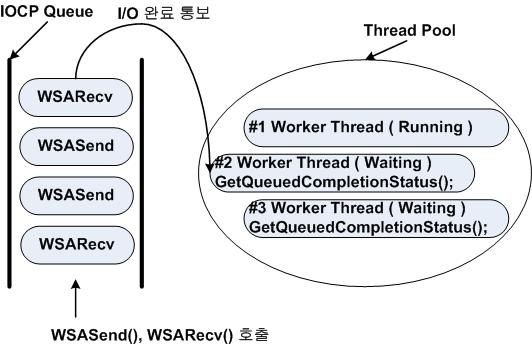 IOCP Queue
I/O 완료 통보
Thread Pool
WSARecv
WSASend
WSASend
WSARecv
#1 Worker Thread ( Running )
#2 Worker Thread ( Waiting )
GetQueuedCompletionStatus();
#3 Worker Thread ( Waiting )
GetQueuedCompletionStatus();
WSASend(), WSARecv() 호출